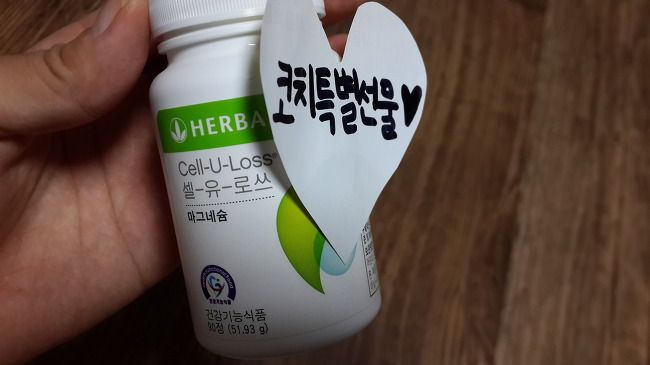 코치특별선물♥
HERBA
Cell-U-Loss®
셀-유-로쓰
마그네슘
건강기능식품
90정 (51.93 g)